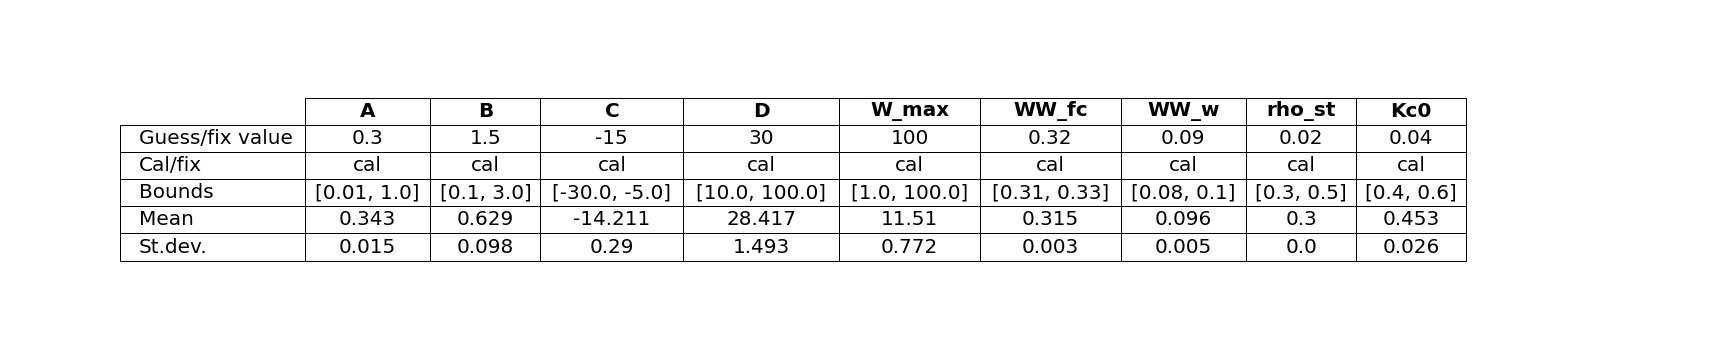 A B C D W_max WW_fc WW_w rho_st Kc0
Guess/fix value 0.3 1.5 -15 30 100 0.32 0.09 0.02 0.04
Cal/fix cal cal cal cal cal cal cal cal cal
Bounds [0.01, 1.0] [0.1, 3.0] [-30.0, -5.0] [10.0, 100.0] [1.0, 100.0] [0.31, 0.33] [0.08, 0.1] [0.3, 0.5] [0.4, 0.6]
Mean 0.343 0.629 -14.211 28.417 11.51 0.315 0.096 0.3 0.453
St.dev. 0.015 0.098 0.29 1.493 0.772 0.003 0.005 0.0 0.026